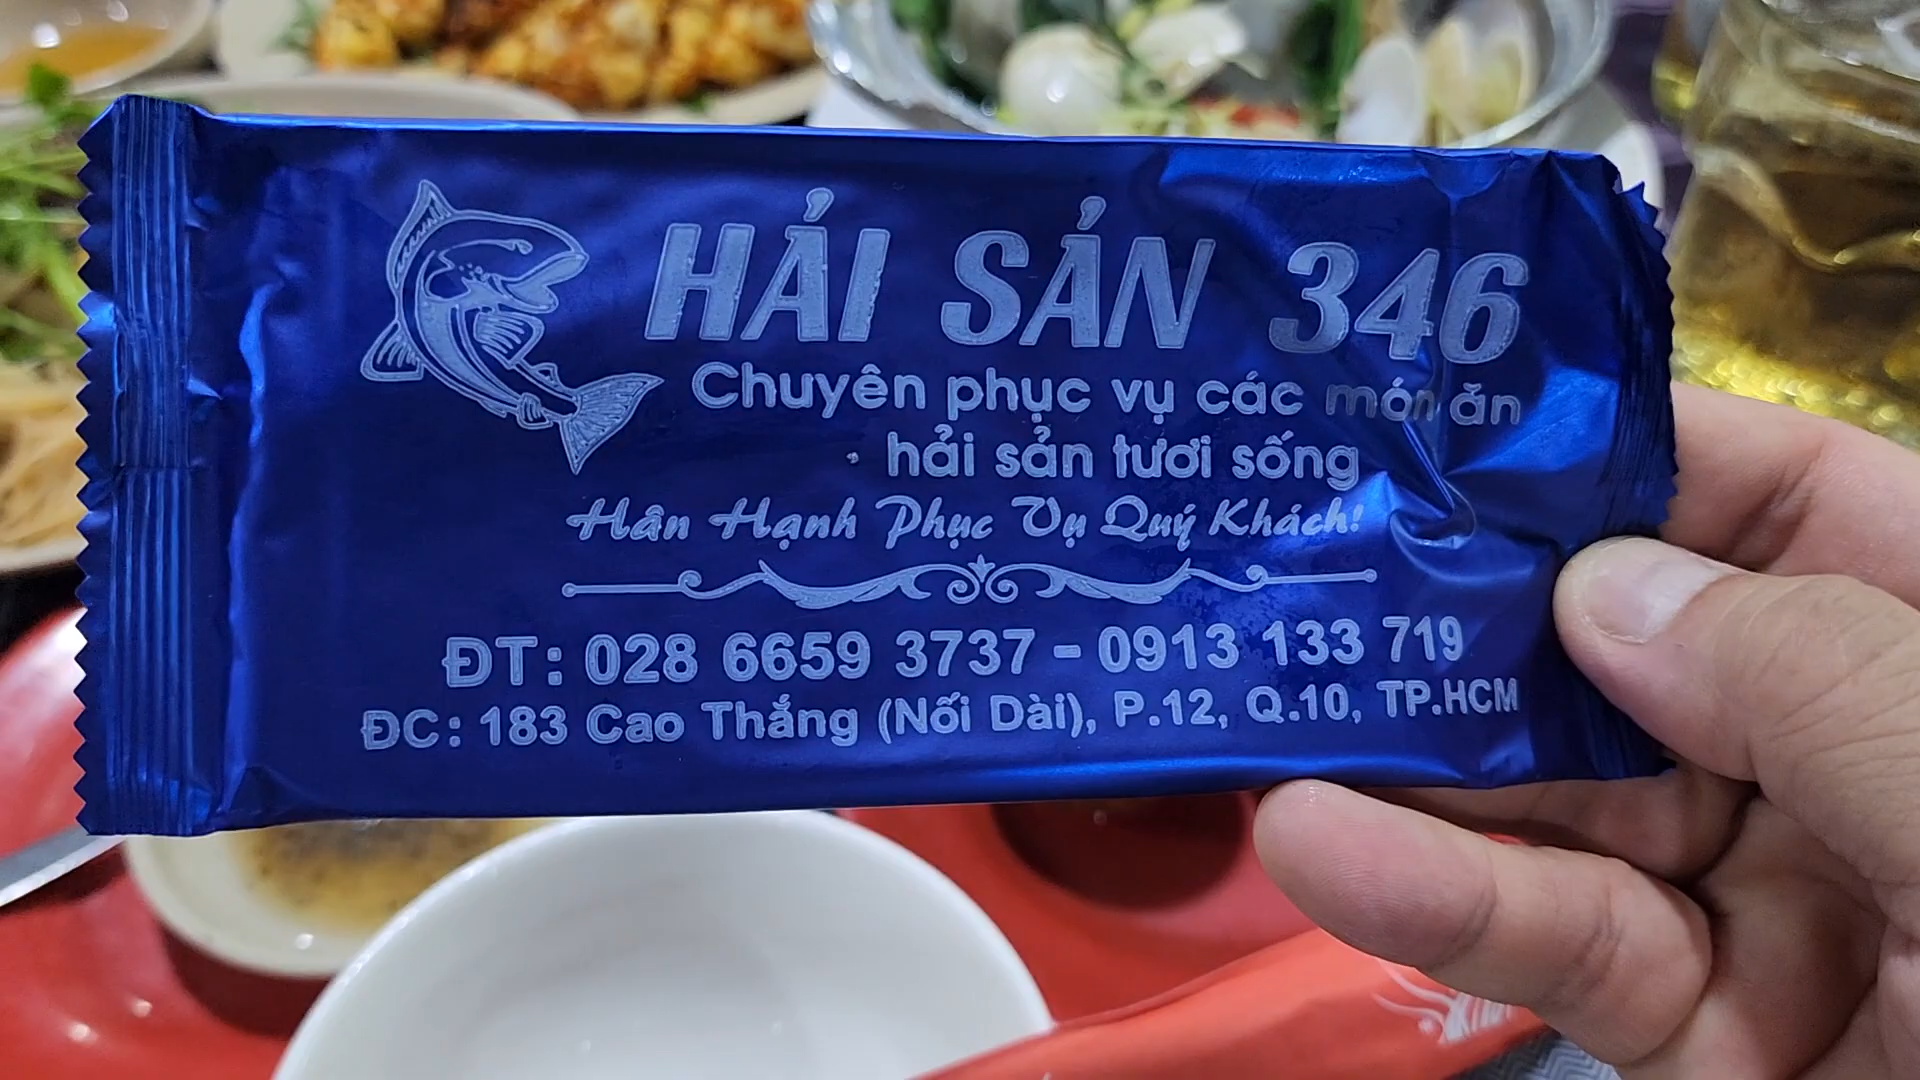 HẢI SẢN 346
Chuyên phục vụ các món ăn
hải sản tươi sống
Hân Hạnh Phục Vụ Quý Khách!
ĐT: 028 6659 3737 - 0913 133 719
ĐC: 183 Cao Thắng (Nối Dài), P.12, Q.10, TP.HCM